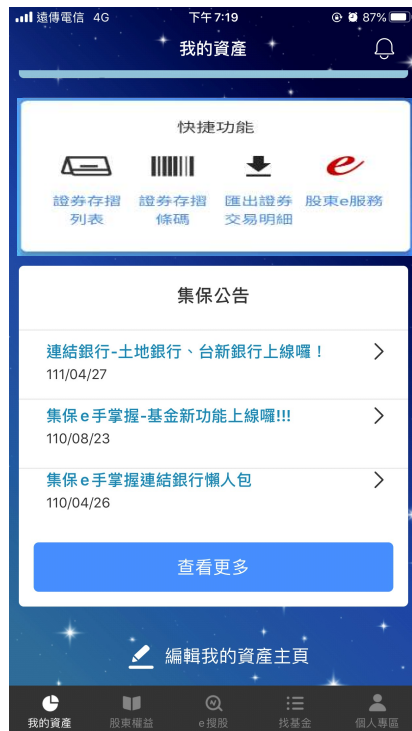 遠傳電信 4G 下午7:19 87%
我的資產
快捷功能
證券存摺 證券存摺 匯出證券 股東e服務
列表 條碼 交易明細
集保公告
連結銀行-土地銀行、台新銀行上線囉！
111/04/27
集保e手掌握-基金新功能上線囉!!!
110/08/23
集保e手掌握連結銀行懶人包
110/04/26
查看更多
編輯我的資產主頁
我的資產 股東權益 e搜股 找基金 個人專區